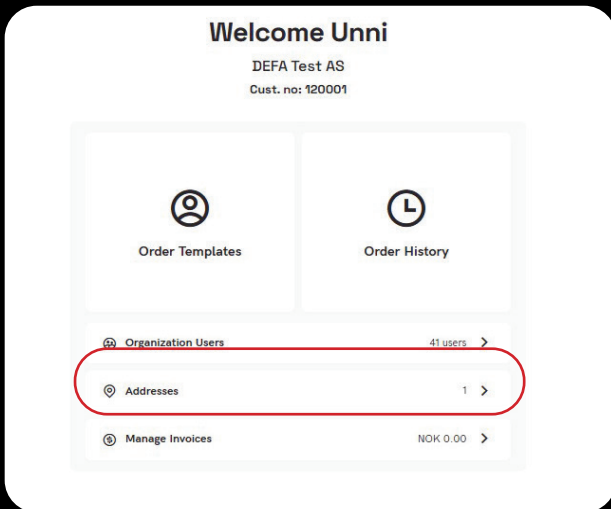 Welcome Unni
DEFA Test AS
Cust. no: 120001
Order Templates
Order History
Organization Users 41 users
Addresses 1
Manage Invoices NOK 0.00